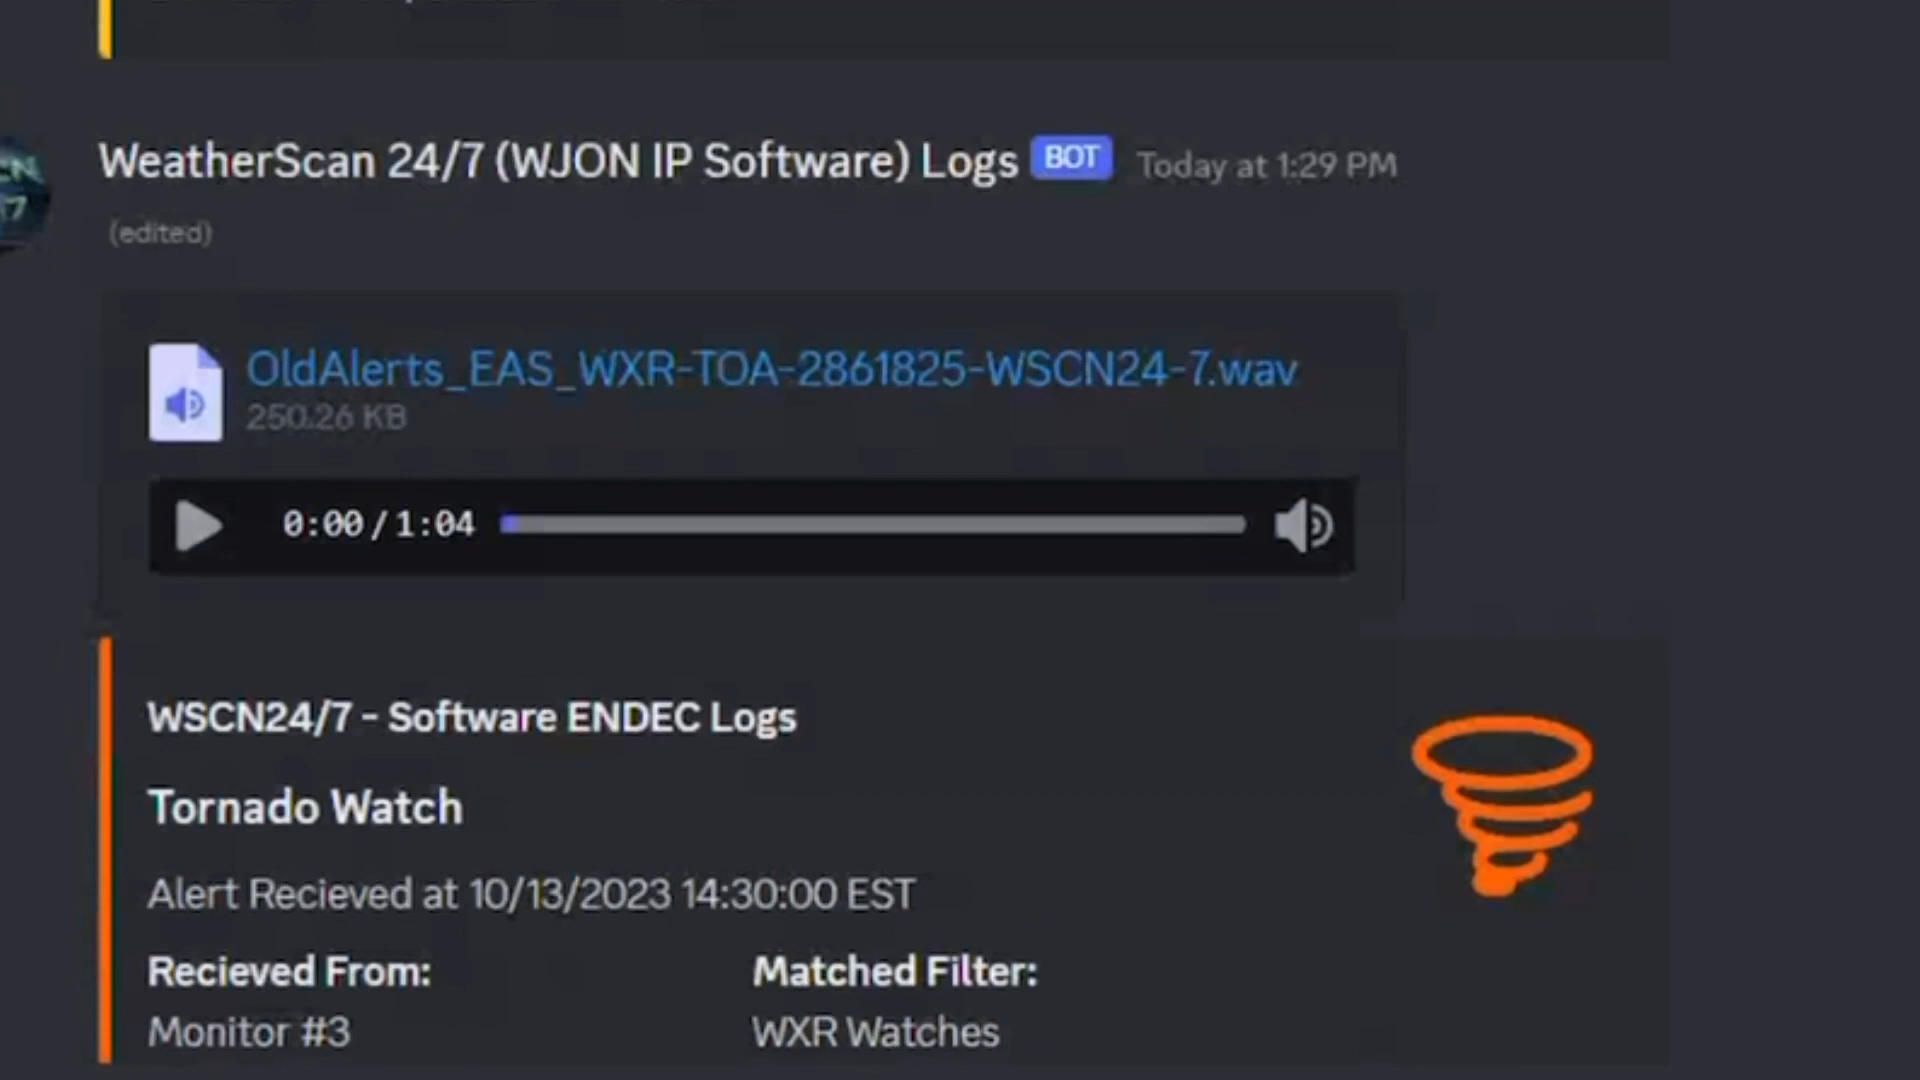 WeatherScan 24/7 (WJON IP Software) Logs BOT Today at 1:29 PM
(edited)
OldAlerts_EAS_WXR-TOA-2861825-WSCN24-7.wav
250.26 KB
0:00 / 1:04
WSCN24/7 - Software ENDEC Logs
Tornado Watch
Alert Recieved at 10/13/2023 14:30:00 EST
Recieved From: Matched Filter:
Monitor #3 WXR Watches